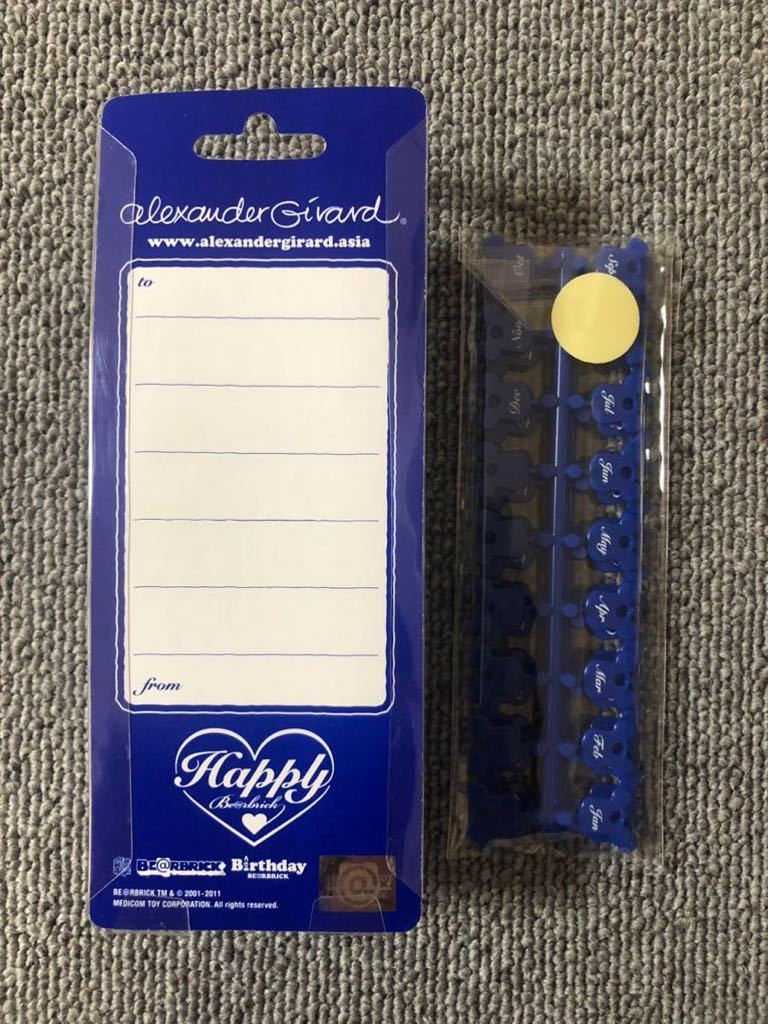 alexander Girard®
www.alexandergirard.asia
to
from
Happy
Be@rbrick
BE@RBRICK
Birthday
BE@RBRICK
BE@RBRICK TM & © 2001-2011
MEDICOM TOY CORPORATION. All rights reserved.
Oct
Nov
Dec
Sep
Jul
Jun
May
Apr
Mar
Feb
Jan